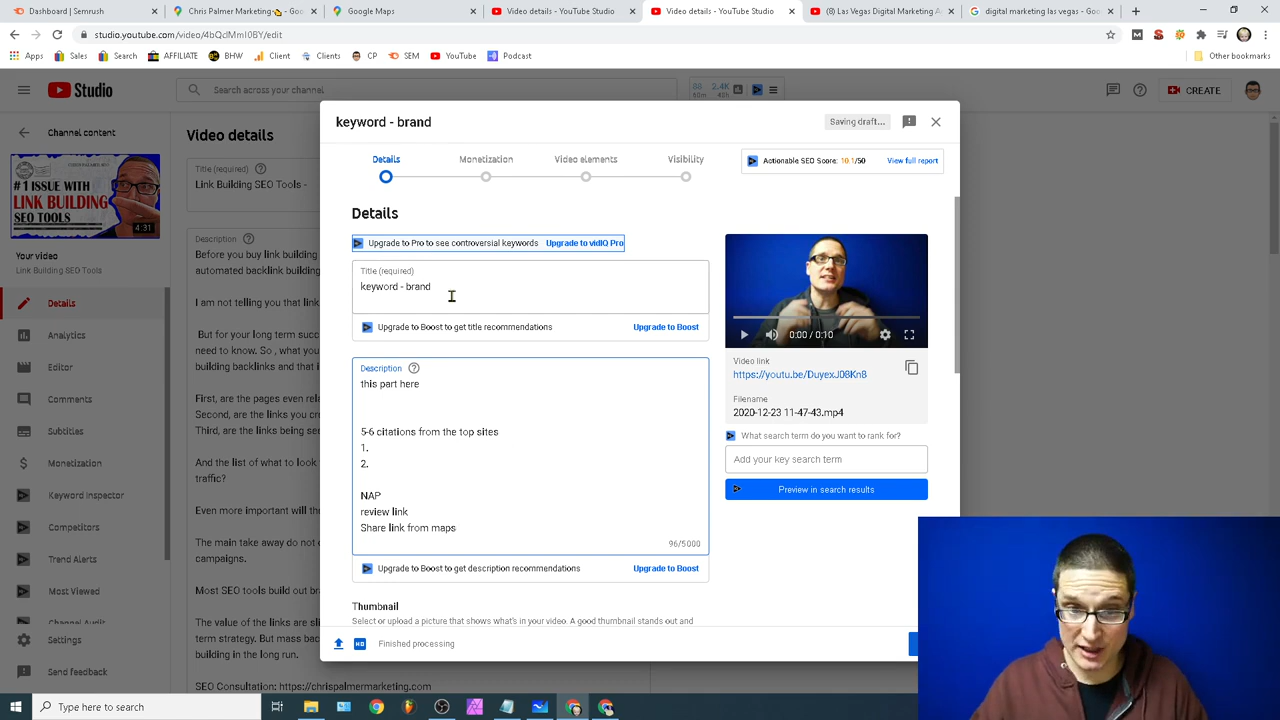 Dashboard | Semrush
Chris Palmer Marketing
- Goo
Google Maps
Video details - YouTube Studio
Video details - YouTube Studio
(8) Las Vegas Digital Marketing A
digital marketing las vegas - Goo
studio.youtube.com/video/4bQclMmI0BY/edit
Apps
Sales
Search
AFFILIATE
BHW
Client
Clients
CP
SEM
YouTube
Podcast
Other bookmarks
Studio
Search across your channel
88
60m
2.4K
48h
CREATE
Channel content
# 1 ISSUE WITH
LINK BUILDING
SEO TOOLS
4:31
Your video
Link Building SEO Tools
Details
Analytics
Editor
Comments
Subtitles
Monetization
Keyword Inspector
Competitors
Trend Alerts
Most Viewed
Channel Audit
Settings
Send feedback
Video details
Title (required)
Link Building SEO Tools -
Description
Before you buy link building
automated backlink building
I am not telling you that link
But for your long term succ
need to know. So , what you
backlinks and that i
First, are the pages even rel
Second, are the links you cr
Third, are the links being se
And the list of what to look
traffic?
Even more important will the
The main take away do not
campaigns.
Most SEO tools build out bra
The value of the links are sli
term strategy. But mass bac
building in the long run.
SEO Consultation: https://chrispalmermarketing.com
keyword - brand
Saving draft...
Details
Monetization
Video elements
Visibility
Actionable SEO Score: 10.1/50
View full report
Details
Upgrade to Pro to see controversial keywords
Upgrade to vidIQ Pro
Title (required)
keyword - brand
Upgrade to Boost to get title recommendations
Upgrade to Boost
Description
this part here
5-6 citations from the top sites
1.
2.
NAP
review link
Share link from maps
96/5000
Upgrade to Boost to get description recommendations
Upgrade to Boost
Thumbnail
Select or upload a picture that shows what's in your video. A good thumbnail stands out and
0:00 / 0:10
Video link
https://youtu.be/DuyexJ08Kn8
Filename
2020-12-23 11-47-43.mp4
What search term do you want to rank for?
Add your key search term
Preview in search results
HD
Finished processing
Type here to search